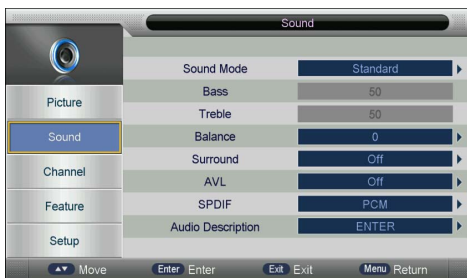 Sound
Sound Mode Standard
Bass 50
Treble 50
Balance 0
Surround Off
AVL Off
SPDIF PCM
Audio Description ENTER
Picture
Sound
Channel
Feature
Setup
Move Enter Enter Exit Exit Menu Return